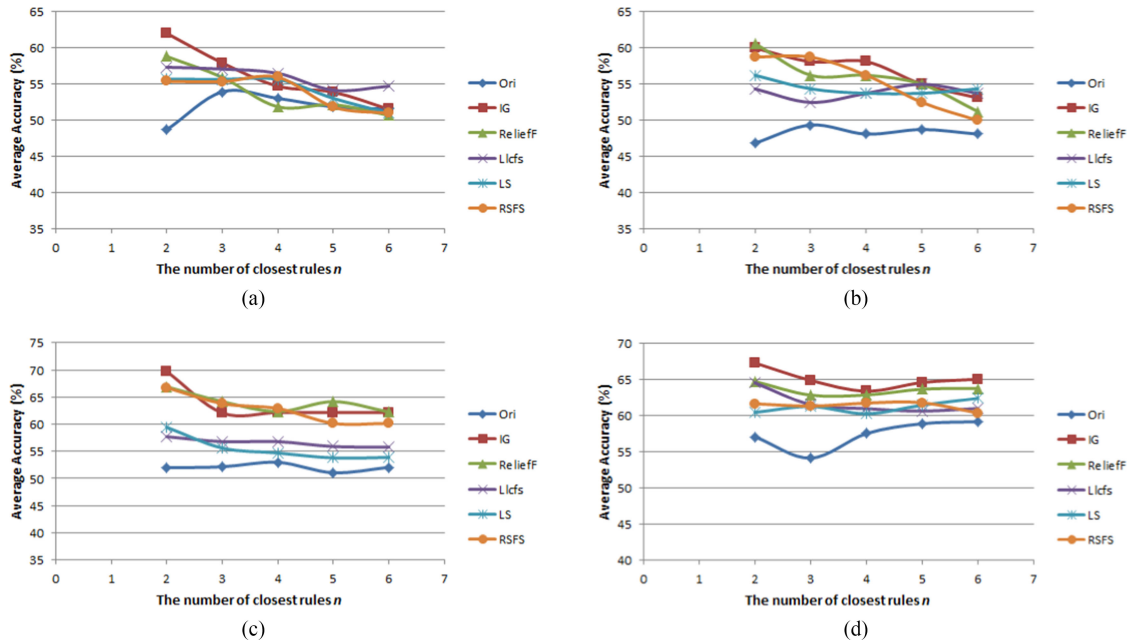 Average Accuracy (%)
65
60
55
50
45
40
35
0 1 2 3 4 5 6 7
The number of closest rules n
Ori
IG
ReliefF
Llcfs
LS
RSFS
(a)
Average Accuracy (%)
65
60
55
50
45
40
35
0 1 2 3 4 5 6 7
The number of closest rules n
Ori
IG
ReliefF
Llcfs
LS
RSFS
(b)
Average Accuracy (%)
75
70
65
60
55
50
45
40
35
0 1 2 3 4 5 6 7
The number of closest rules n
Ori
IG
ReliefF
Llcfs
LS
RSFS
(c)
Average Accuracy (%)
70
65
60
55
50
45
40
0 1 2 3 4 5 6 7
The number of closest rules n
Ori
IG
ReliefF
Llcfs
LS
RSFS
(d)